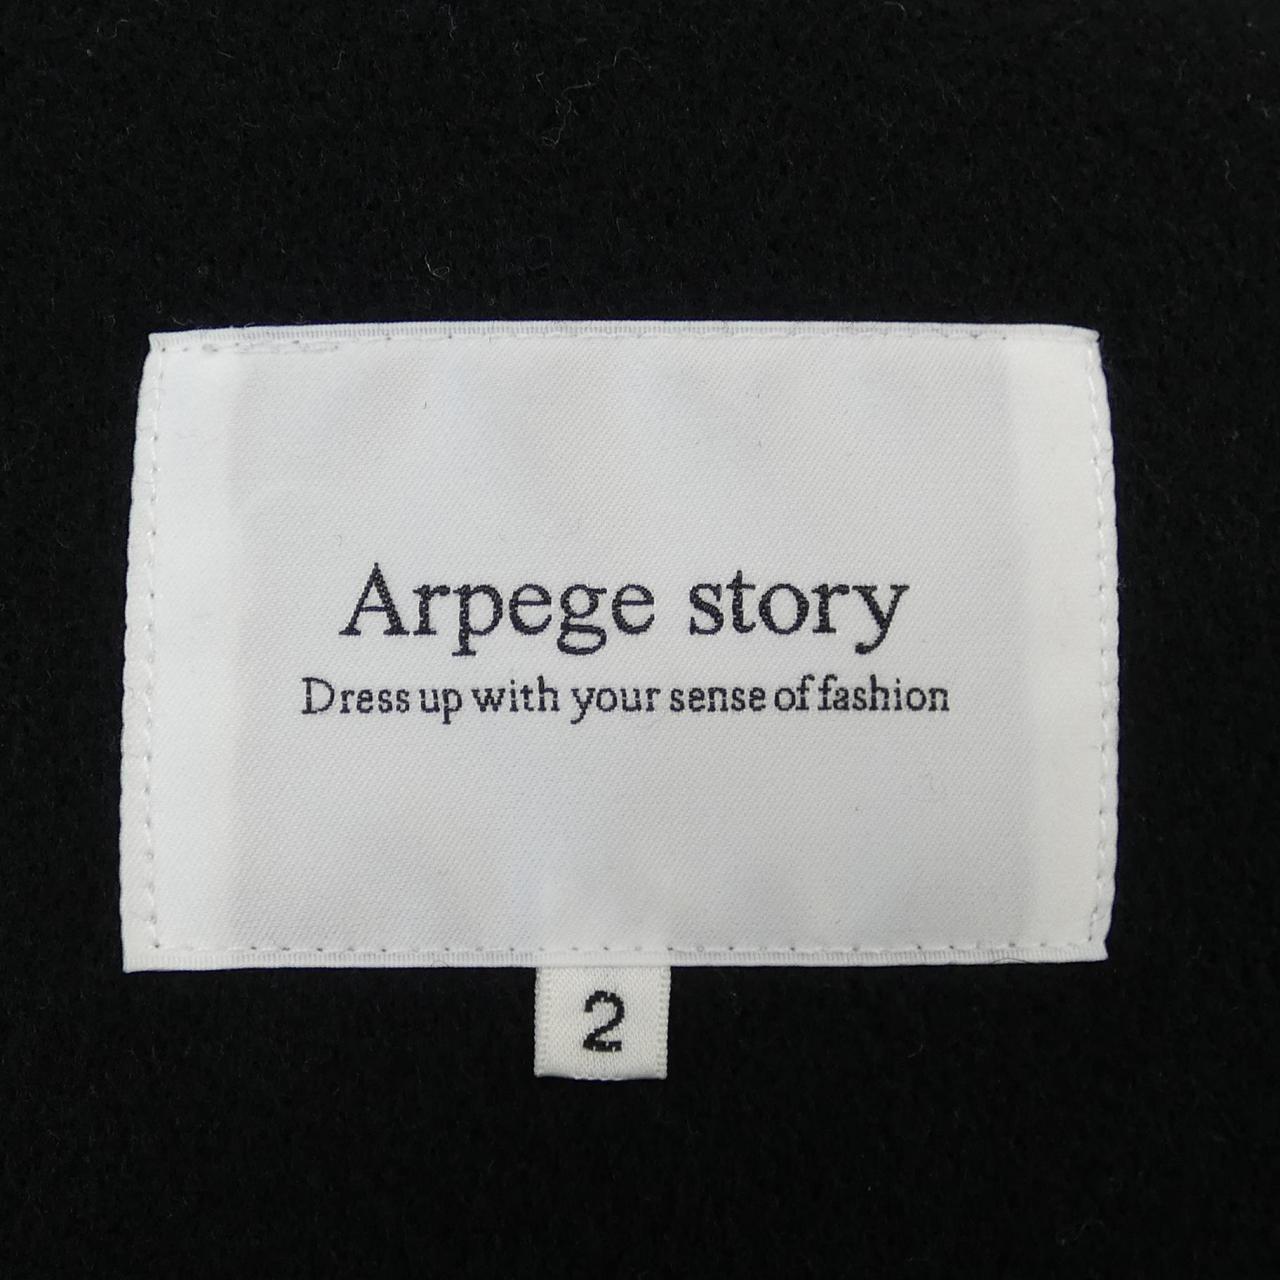 Arpege story
Dress up with your sense of fashion
2